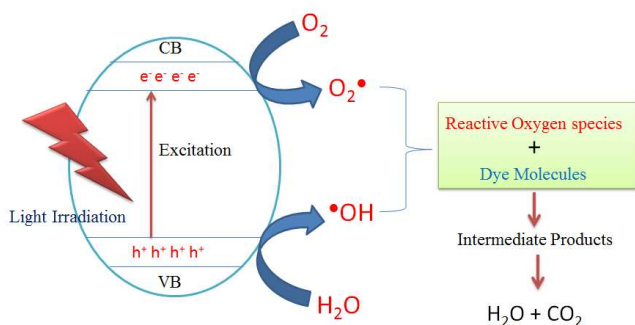 CB
e⁻ e⁻ e⁻ e⁻
Excitation
Light Irradiation
h⁺ h⁺ h⁺ h⁺
VB
O₂
O₂•
•OH
H₂O
Reactive Oxygen species
+
Dye Molecules
Intermediate Products
H₂O + CO₂